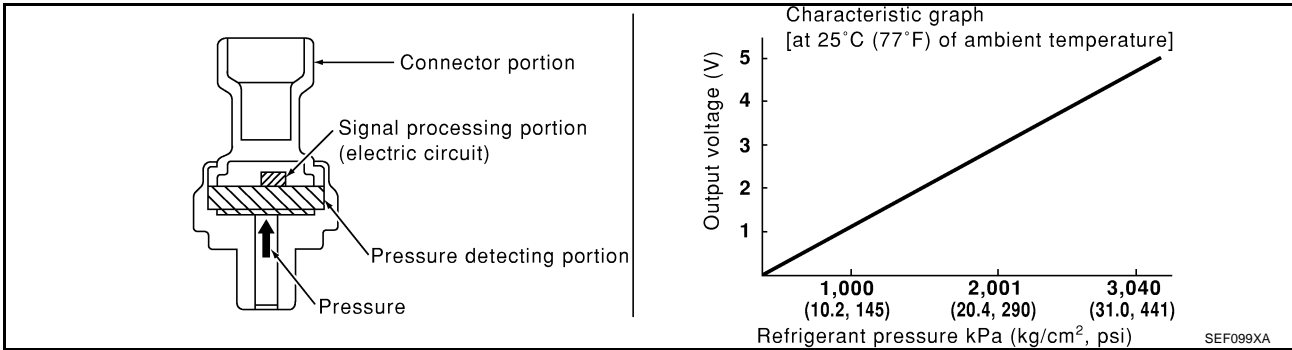 Connector portion
Signal processing portion
(electric circuit)
Pressure detecting portion
Pressure
Characteristic graph
[at 25°C (77°F) of ambient temperature]
Output voltage (V)
5
4
3
2
1
1,000 2,001 3,040
(10.2, 145) (20.4, 290) (31.0, 441)
Refrigerant pressure kPa (kg/cm², psi)
SEF099XA